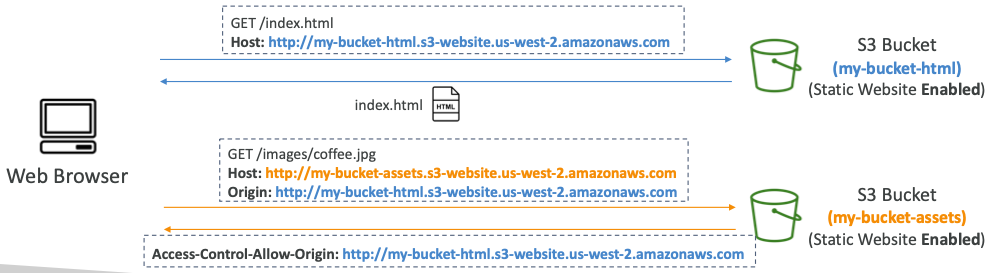 GET /index.html
Host: http://my-bucket-html.s3-website.us-west-2.amazonaws.com
S3 Bucket
(my-bucket-html)
(Static Website Enabled)
index.html
HTML
Web Browser
GET /images/coffee.jpg
Host: http://my-bucket-assets.s3-website.us-west-2.amazonaws.com
Origin: http://my-bucket-html.s3-website.us-west-2.amazonaws.com
S3 Bucket
(my-bucket-assets)
(Static Website Enabled)
Access-Control-Allow-Origin: http://my-bucket-html.s3-website.us-west-2.amazonaws.com